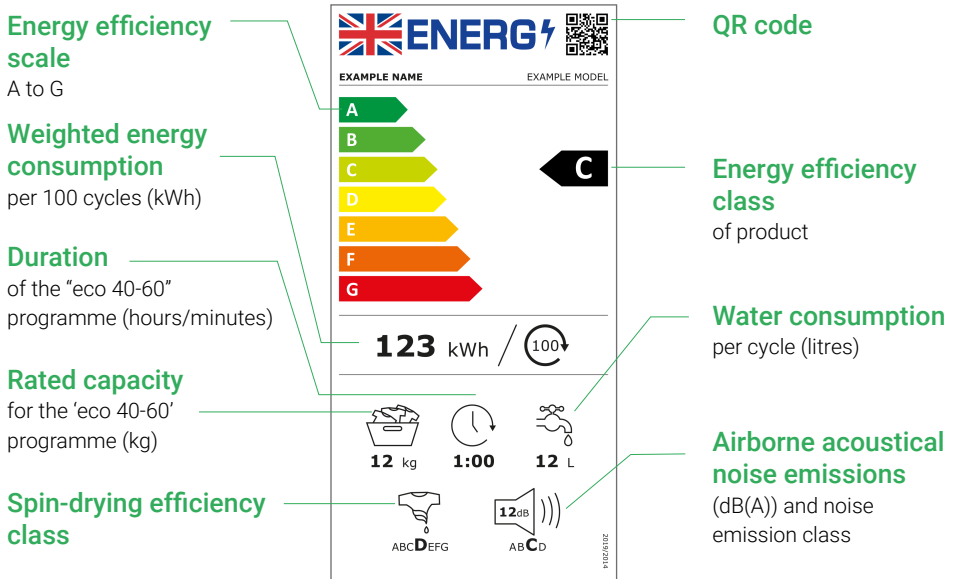 Energy efficiency
scale
A to G
Weighted energy
consumption
per 100 cycles (kWh)
Duration
of the “eco 40-60”
programme (hours/minutes)
Rated capacity
for the ‘eco 40-60’
programme (kg)
Spin-drying efficiency
class
ENERG
EXAMPLE NAME EXAMPLE MODEL
A
B
C
C
D
E
F
G
123 kWh / 100
12 kg 1:00 12 L
12dB
ABCDEFG ABCD
2019/2014
QR code
Energy efficiency
class
of product
Water consumption
per cycle (litres)
Airborne acoustical
noise emissions
(dB(A)) and noise
emission class